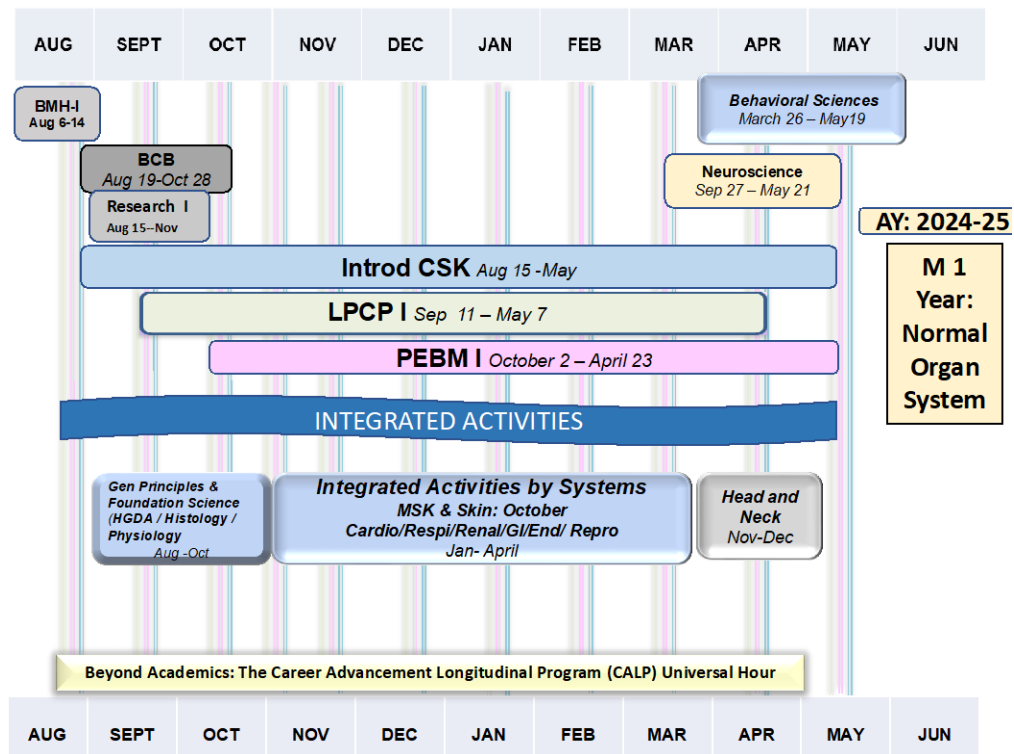 AUG SEPT OCT NOV DEC JAN FEB MAR APR MAY JUN
BMH-I
Aug 6-14
Behavioral Sciences
March 26 – May19
BCB
Aug 19-Oct 28
Neuroscience
Sep 27 – May 21
Research I
Aug 15--Nov
AY: 2024-25
Introd CSK Aug 15 -May
M 1
Year:
Normal
Organ
System
LPCP I Sep 11 – May 7
PEBM I October 2 – April 23
INTEGRATED ACTIVITIES
Gen Principles &
Foundation Science
(HGDA / Histology /
Physiology
Aug -Oct
Integrated Activities by Systems
MSK & Skin: October
Cardio/Respi/Renal/GI/End/ Repro
Jan- April
Head and
Neck
Nov-Dec
Beyond Academics: The Career Advancement Longitudinal Program (CALP) Universal Hour
AUG SEPT OCT NOV DEC JAN FEB MAR APR MAY JUN